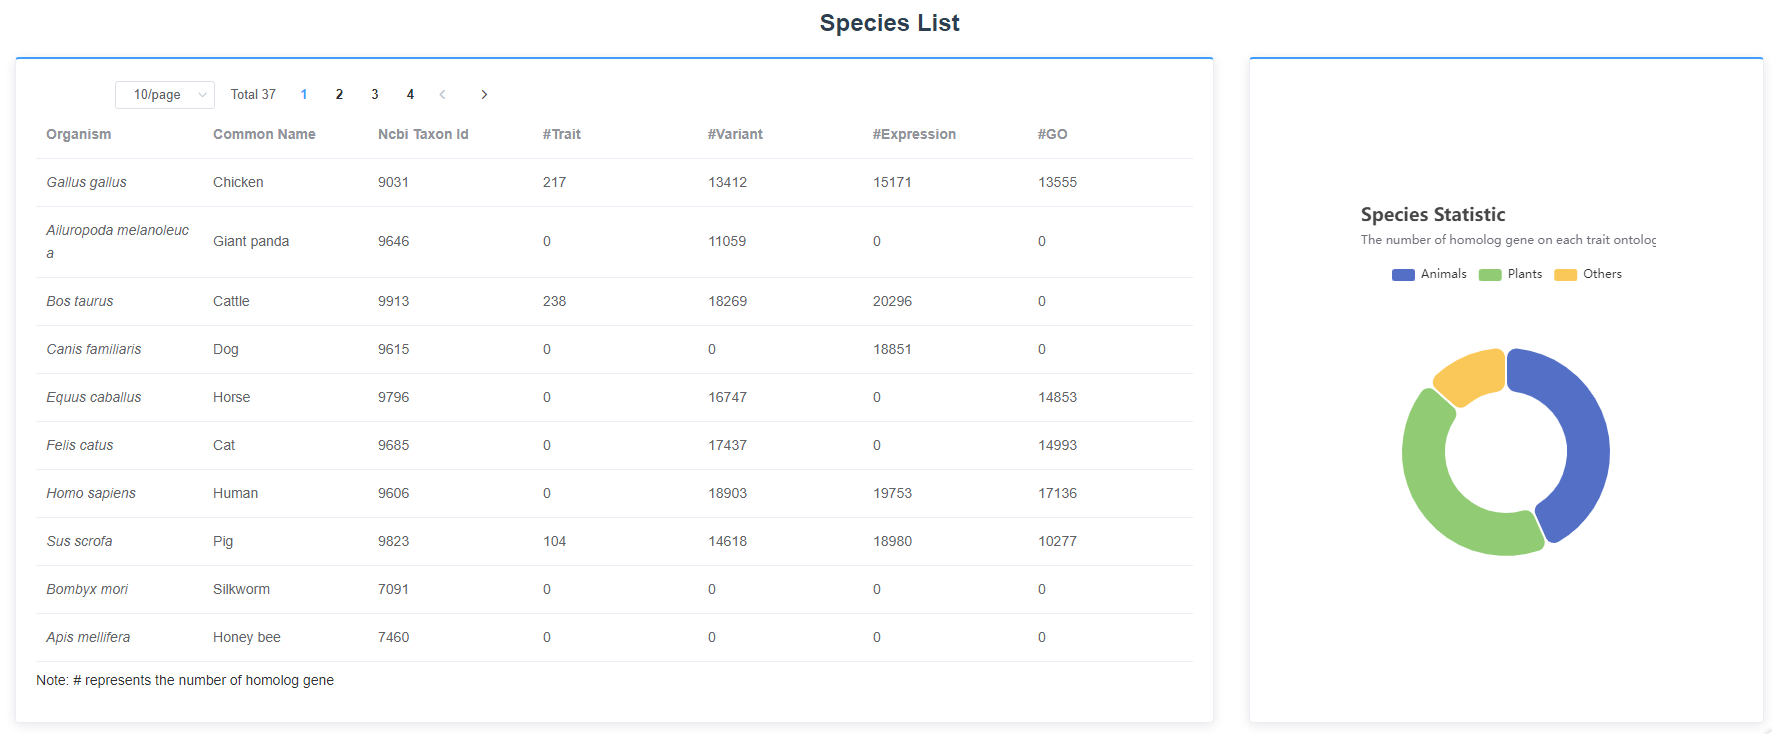 Species List
10/page Total 37 1 2 3 4
Organism Common Name Ncbi Taxon Id #Trait #Variant #Expression #GO
Gallus gallus Chicken 9031 217 13412 15171 13555
Ailuropoda melanoleuc
a Giant panda 9646 0 11059 0 0
Bos taurus Cattle 9913 238 18269 20296 0
Canis familiaris Dog 9615 0 0 18851 0
Equus caballus Horse 9796 0 16747 0 14853
Felis catus Cat 9685 0 17437 0 14993
Homo sapiens Human 9606 0 18903 19753 17136
Sus scrofa Pig 9823 104 14618 18980 10277
Bombyx mori Silkworm 7091 0 0 0 0
Apis mellifera Honey bee 7460 0 0 0 0
Note: # represents the number of homolog gene
Species Statistic
The number of homolog gene on each trait ontolog
Animals Plants Others